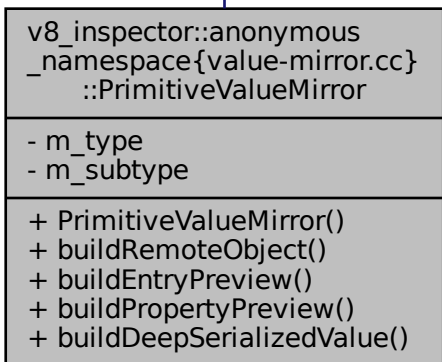 v8_inspector::anonymous
_namespace{value-mirror.cc}
::PrimitiveValueMirror
- m_type
- m_subtype
+ PrimitiveValueMirror()
+ buildRemoteObject()
+ buildEntryPreview()
+ buildPropertyPreview()
+ buildDeepSerializedValue()